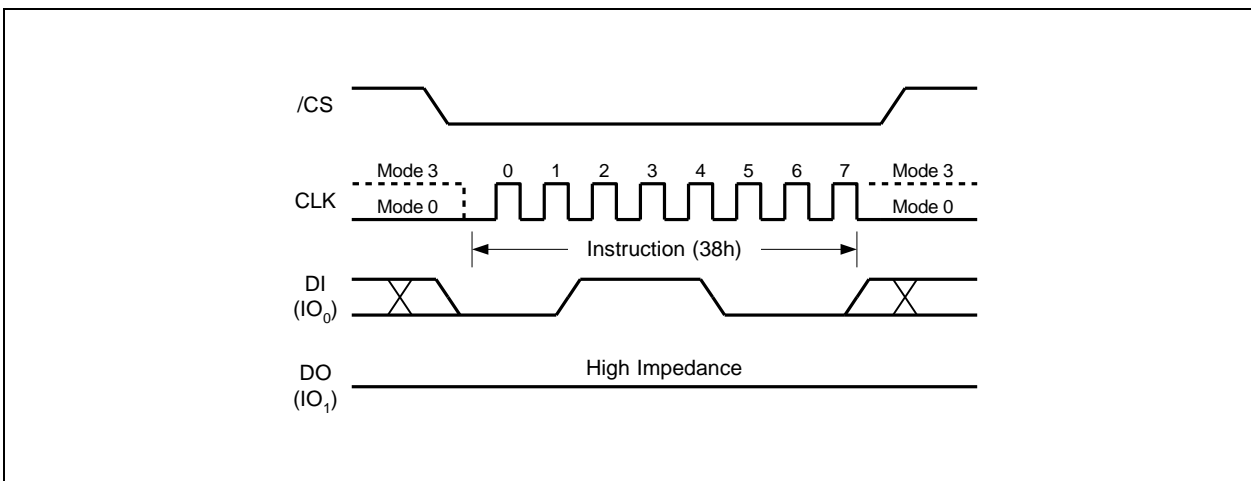 /CS
Mode 3 0 1 2 3 4 5 6 7 Mode 3
CLK
Mode 0 Mode 0
Instruction (38h)
DI
(IO₀)
High Impedance
DO
(IO₁)